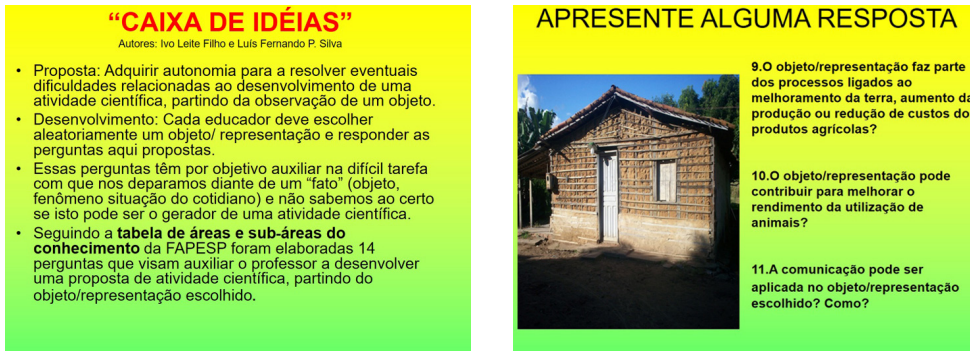 “CAIXA DE IDÉIAS”
Autores: Ivo Leite Filho e Luís Fernando P. Silva
• Proposta: Adquirir autonomia para a resolver eventuais
dificuldades relacionadas ao desenvolvimento de uma
atividade científica, partindo da observação de um objeto.
• Desenvolvimento: Cada educador deve escolher
aleatoriamente um objeto/ representação e responder as
perguntas aqui propostas.
• Essas perguntas têm por objetivo auxiliar na difícil tarefa
com que nos deparamos diante de um “fato” (objeto,
fenômeno situação do cotidiano) e não sabemos ao certo
se isto pode ser o gerador de uma atividade científica.
• Seguindo a tabela de áreas e sub-áreas do
conhecimento da FAPESP foram elaboradas 14
perguntas que visam auxiliar o professor a desenvolver
uma proposta de atividade científica, partindo do
objeto/representação escolhido.
APRESENTE ALGUMA RESPOSTA
9.O objeto/representação faz parte
dos processos ligados ao
melhoramento da terra, aumento da
produção ou redução de custos do
produtos agrícolas?
10.O objeto/representação pode
contribuir para melhorar o
rendimento da utilização de
animais?
11.A comunicação pode ser
aplicada no objeto/representação
escolhido? Como?